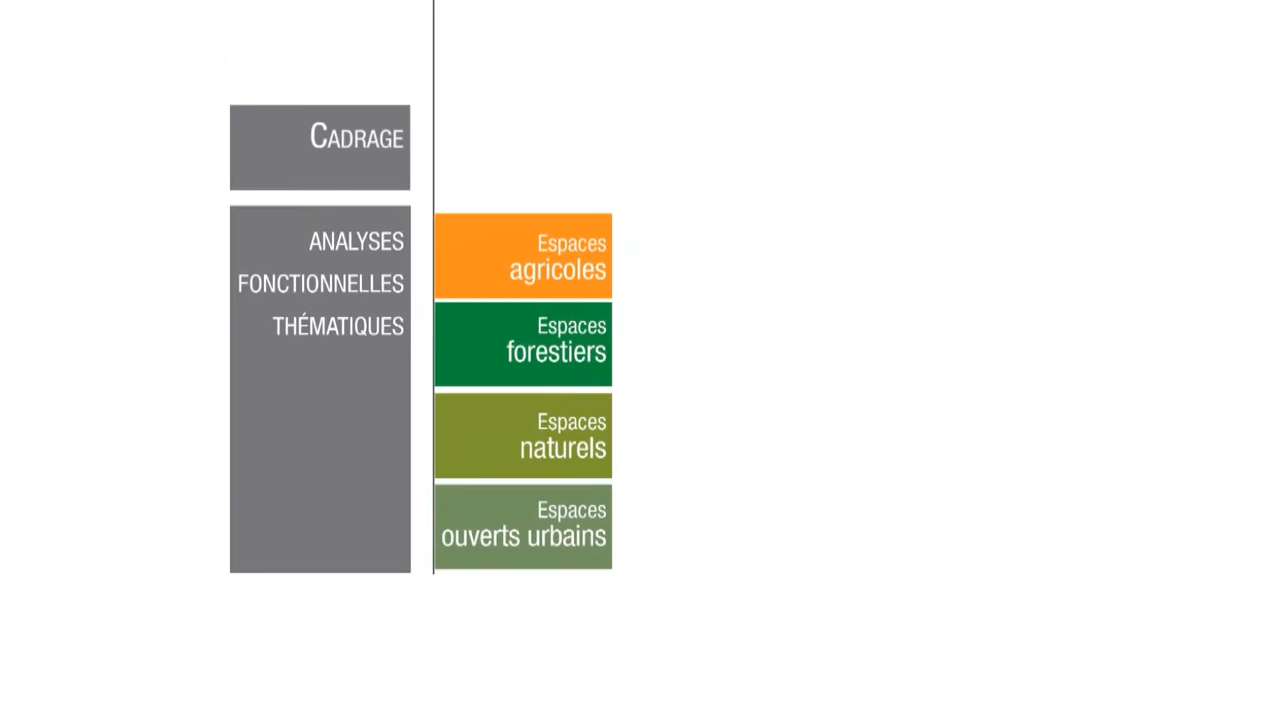 CADRAGE
ANALYSES
FONCTIONNELLES
THÉMATIQUES
Espaces
agricoles
Espaces
forestiers
Espaces
naturels
Espaces
ouverts urbains